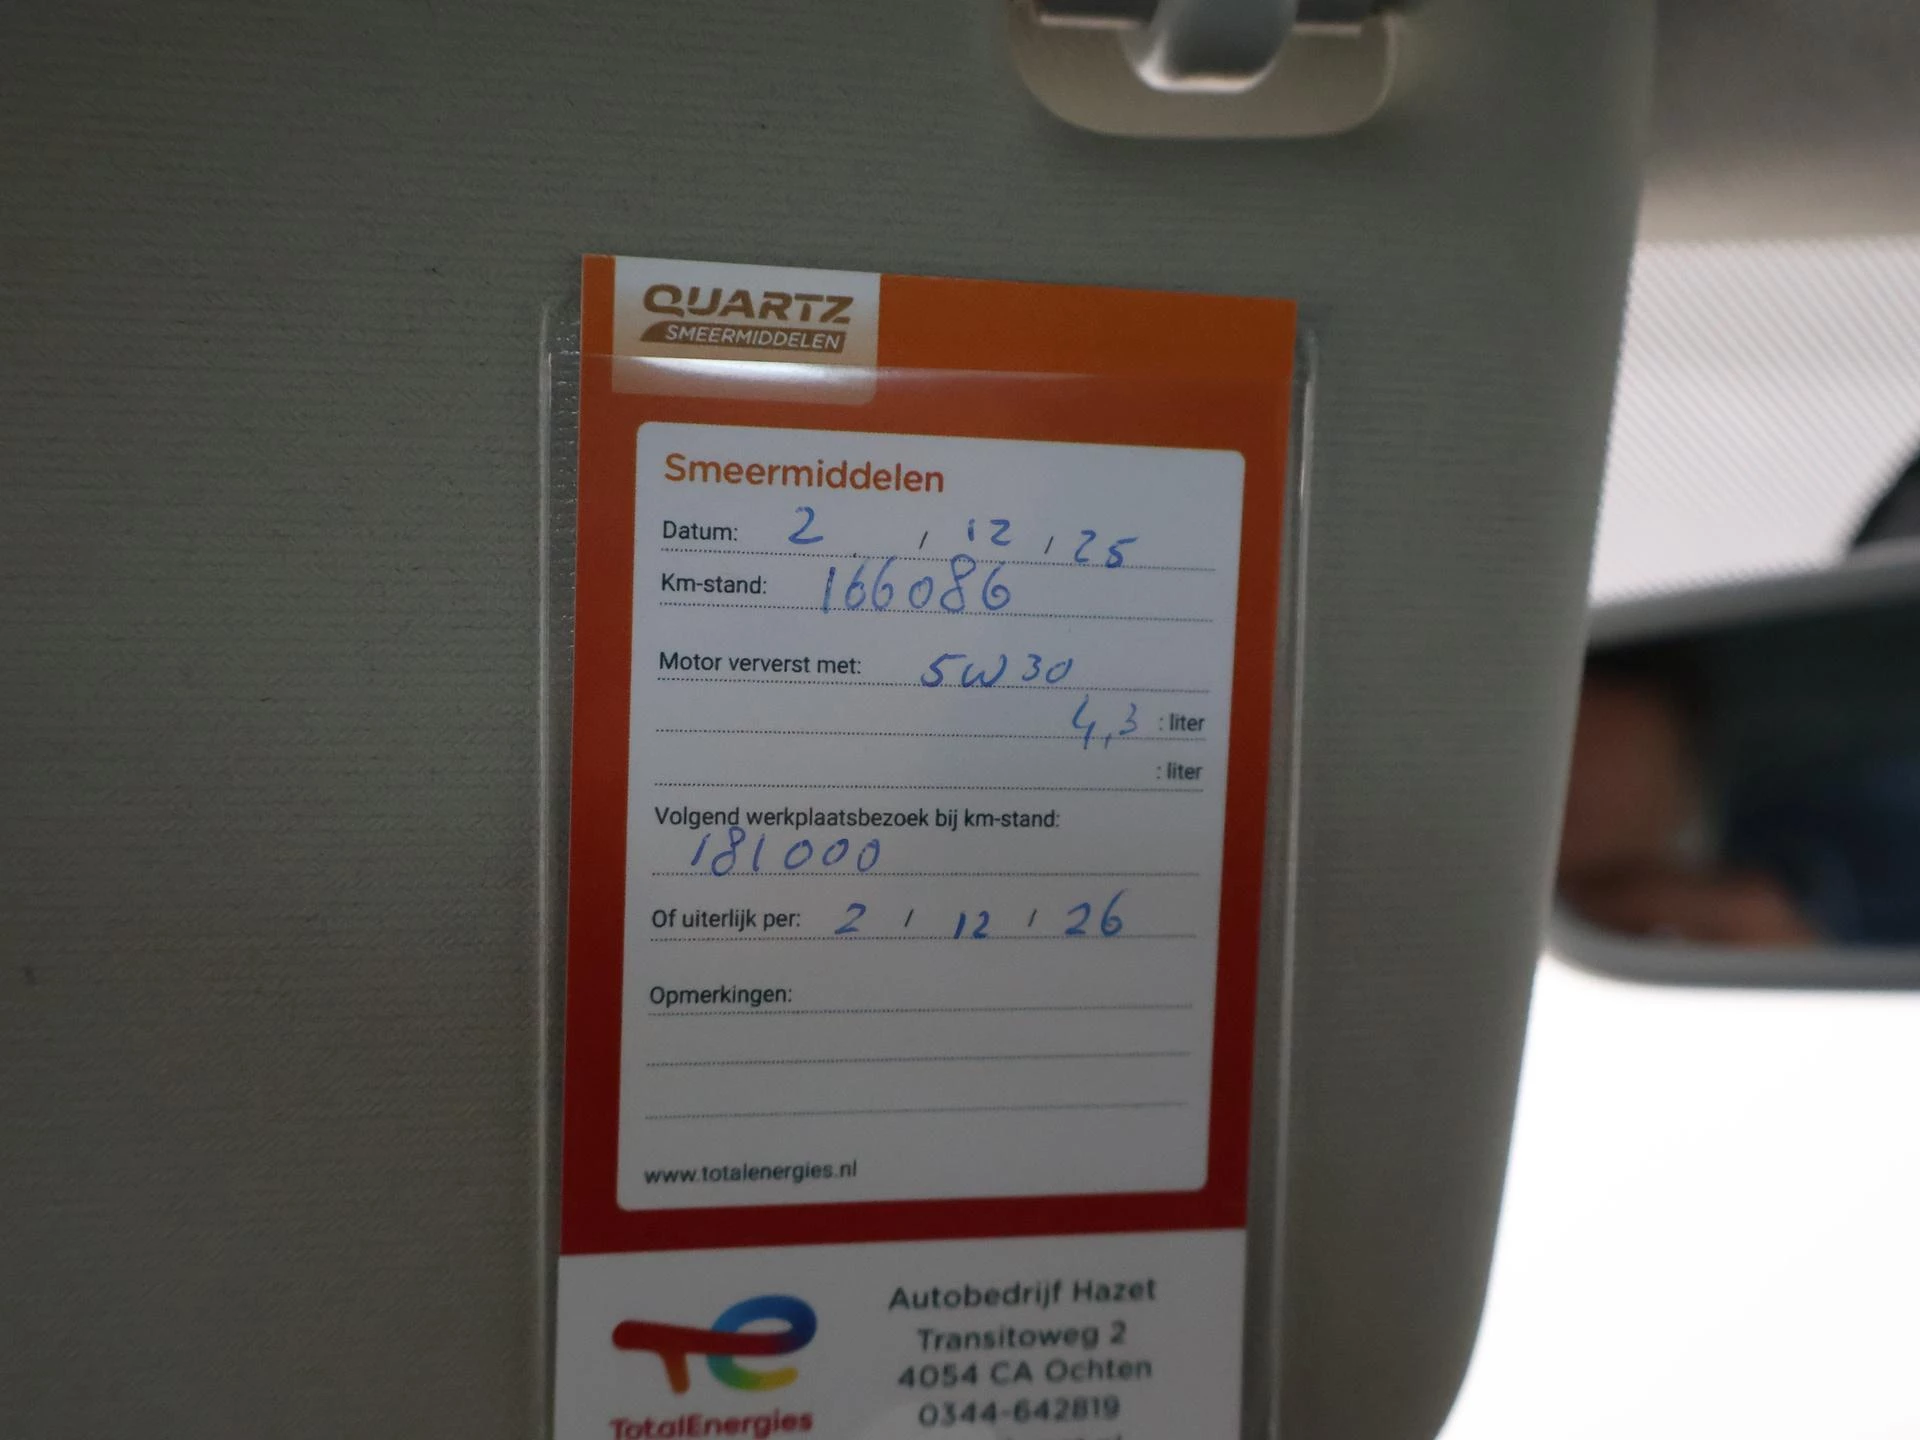 QUARTZ
SMEERMIDDELEN
Smeermiddelen
Datum: 2 / 12 / 25
Km-stand: 166086
Motor ververst met: 5W30
4,3 : liter
: liter
Volgend werkplaatsbezoek bij km-stand:
181000
Of uiterlijk per: 2 / 12 / 26
Opmerkingen:
www.totalenergies.nl
Autobedrijf Hazet
Transitoweg 2
4054 CA Ochten
0344-642819
TotalEnergies